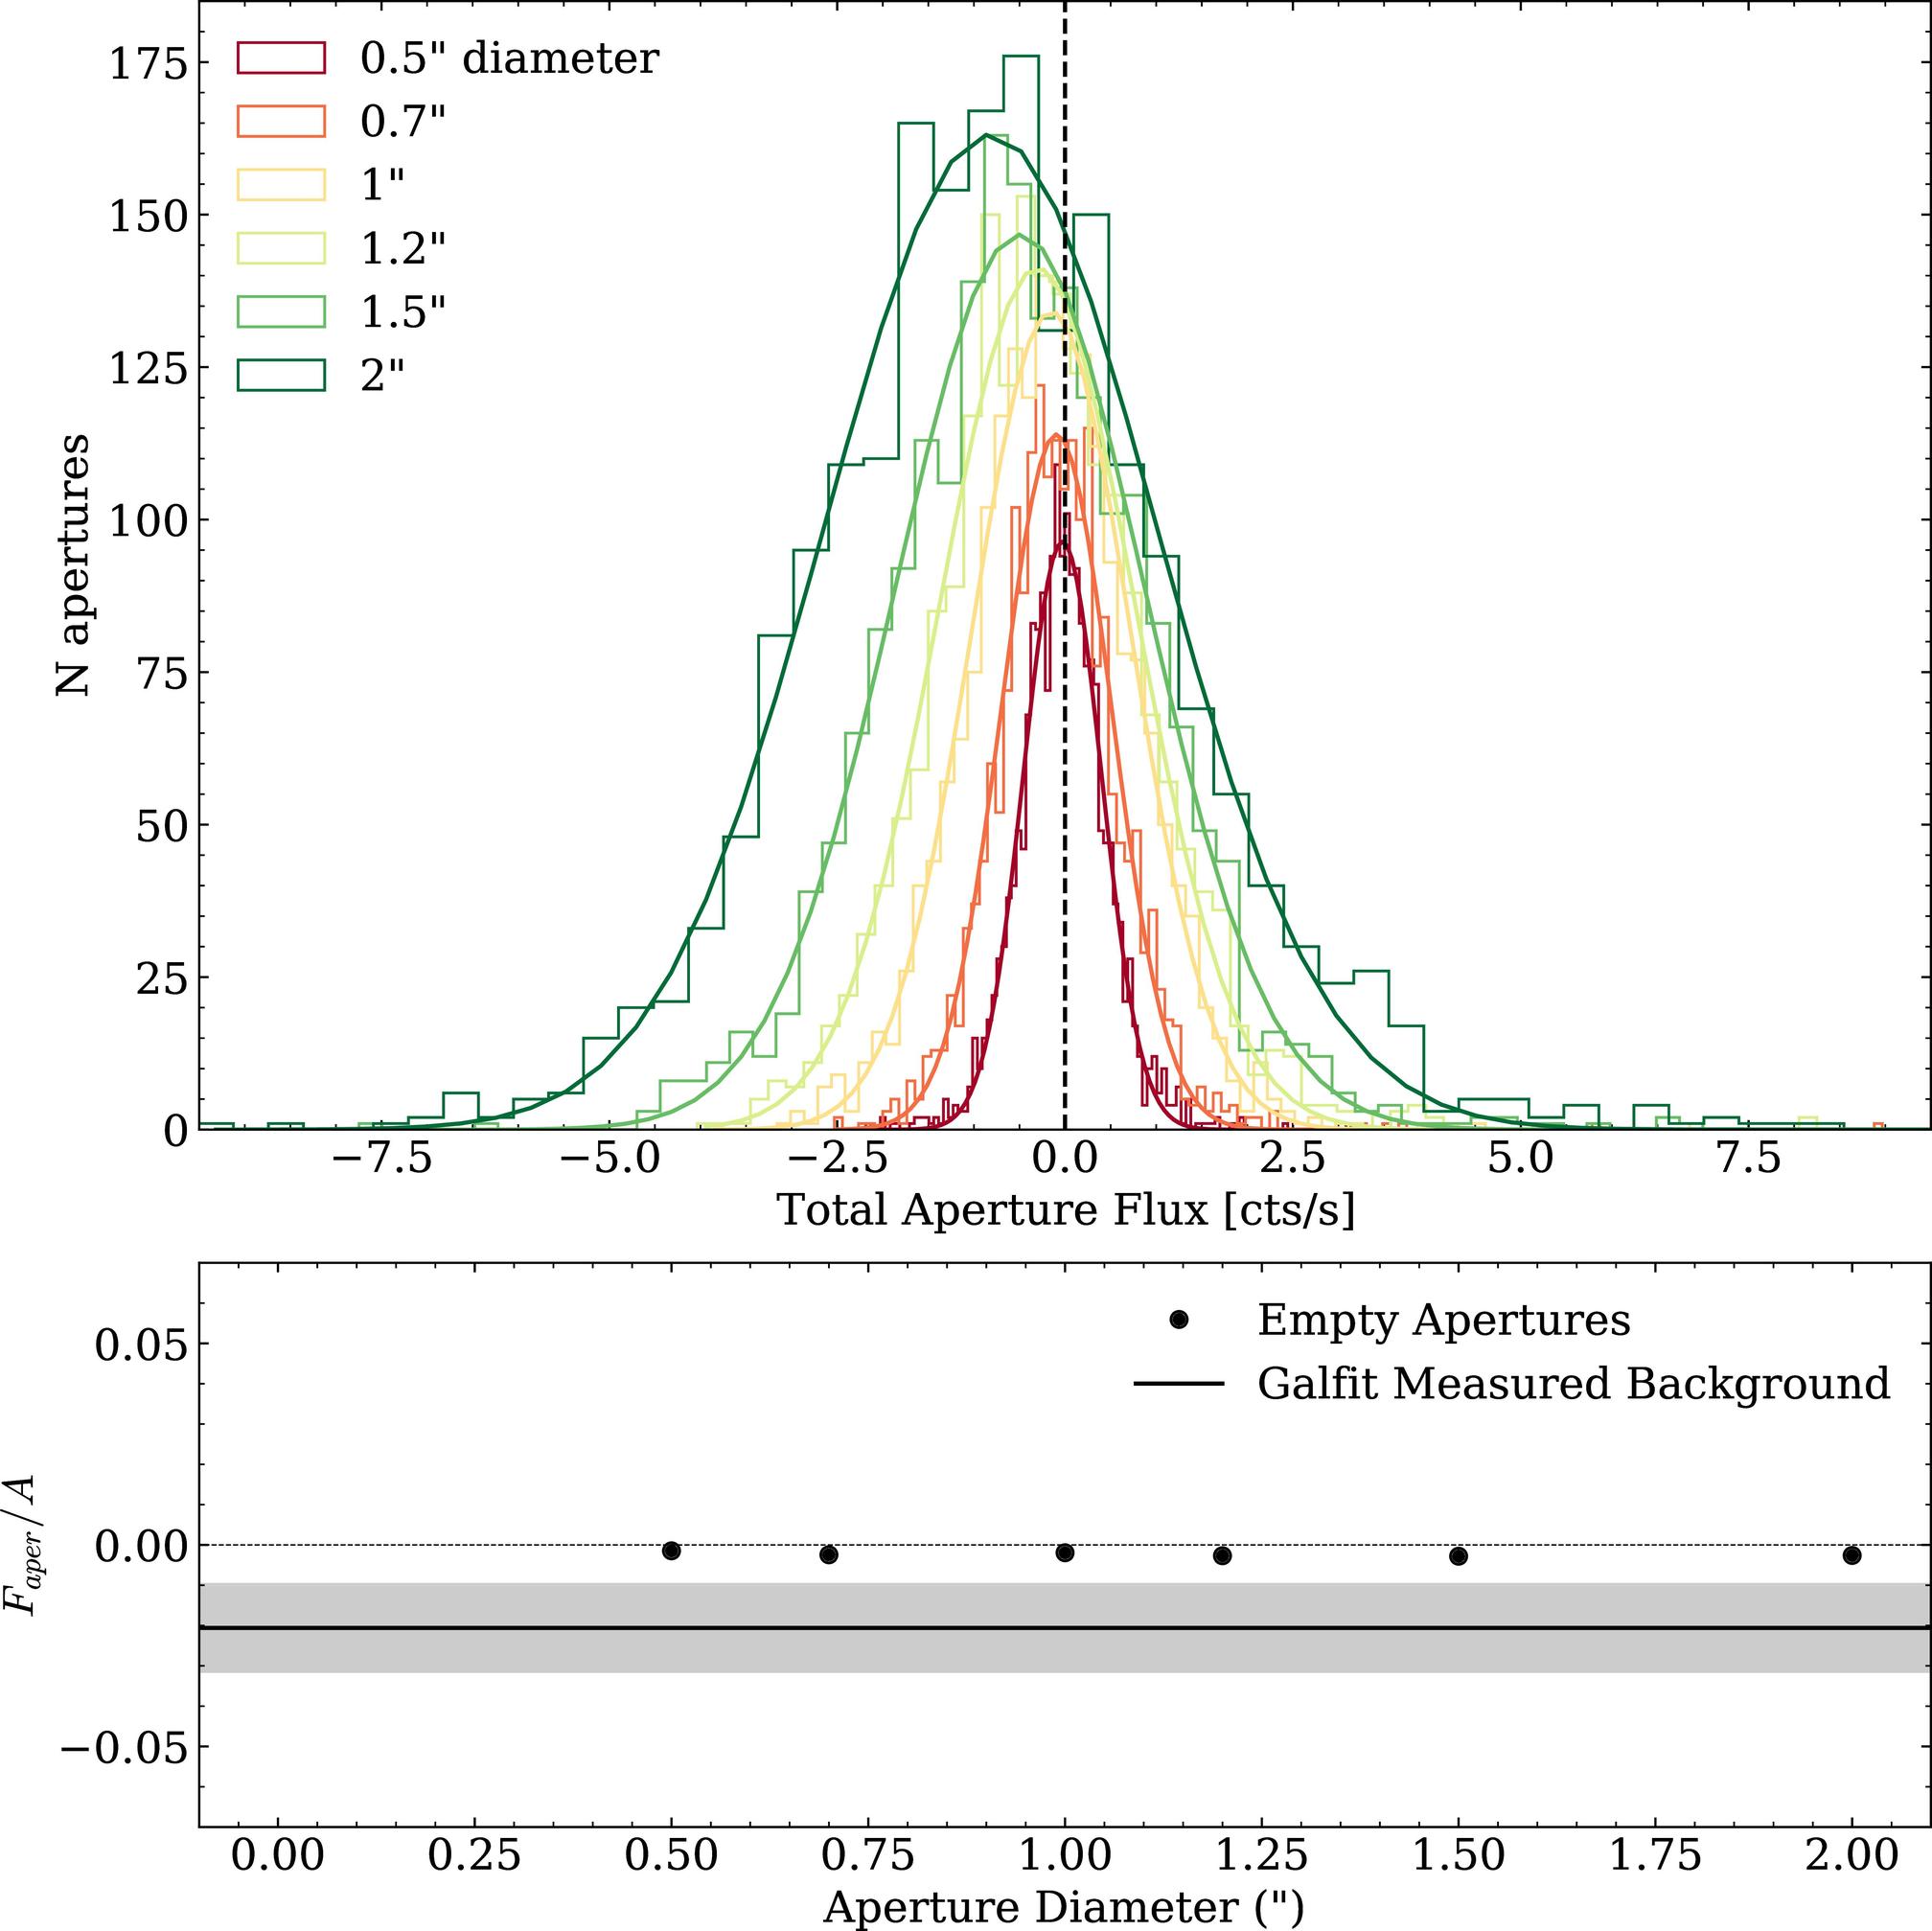 0.5" diameter
0.7"
1"
1.2"
1.5"
2"
175
150
125
100
75
50
25
0
N apertures
−7.5 −5.0 −2.5 0.0 2.5 5.0 7.5
Total Aperture Flux [cts/s]
Empty Apertures
Galfit Measured Background
0.05
0.00
−0.05
F_aper / A
0.00 0.25 0.50 0.75 1.00 1.25 1.50 1.75 2.00
Aperture Diameter (")